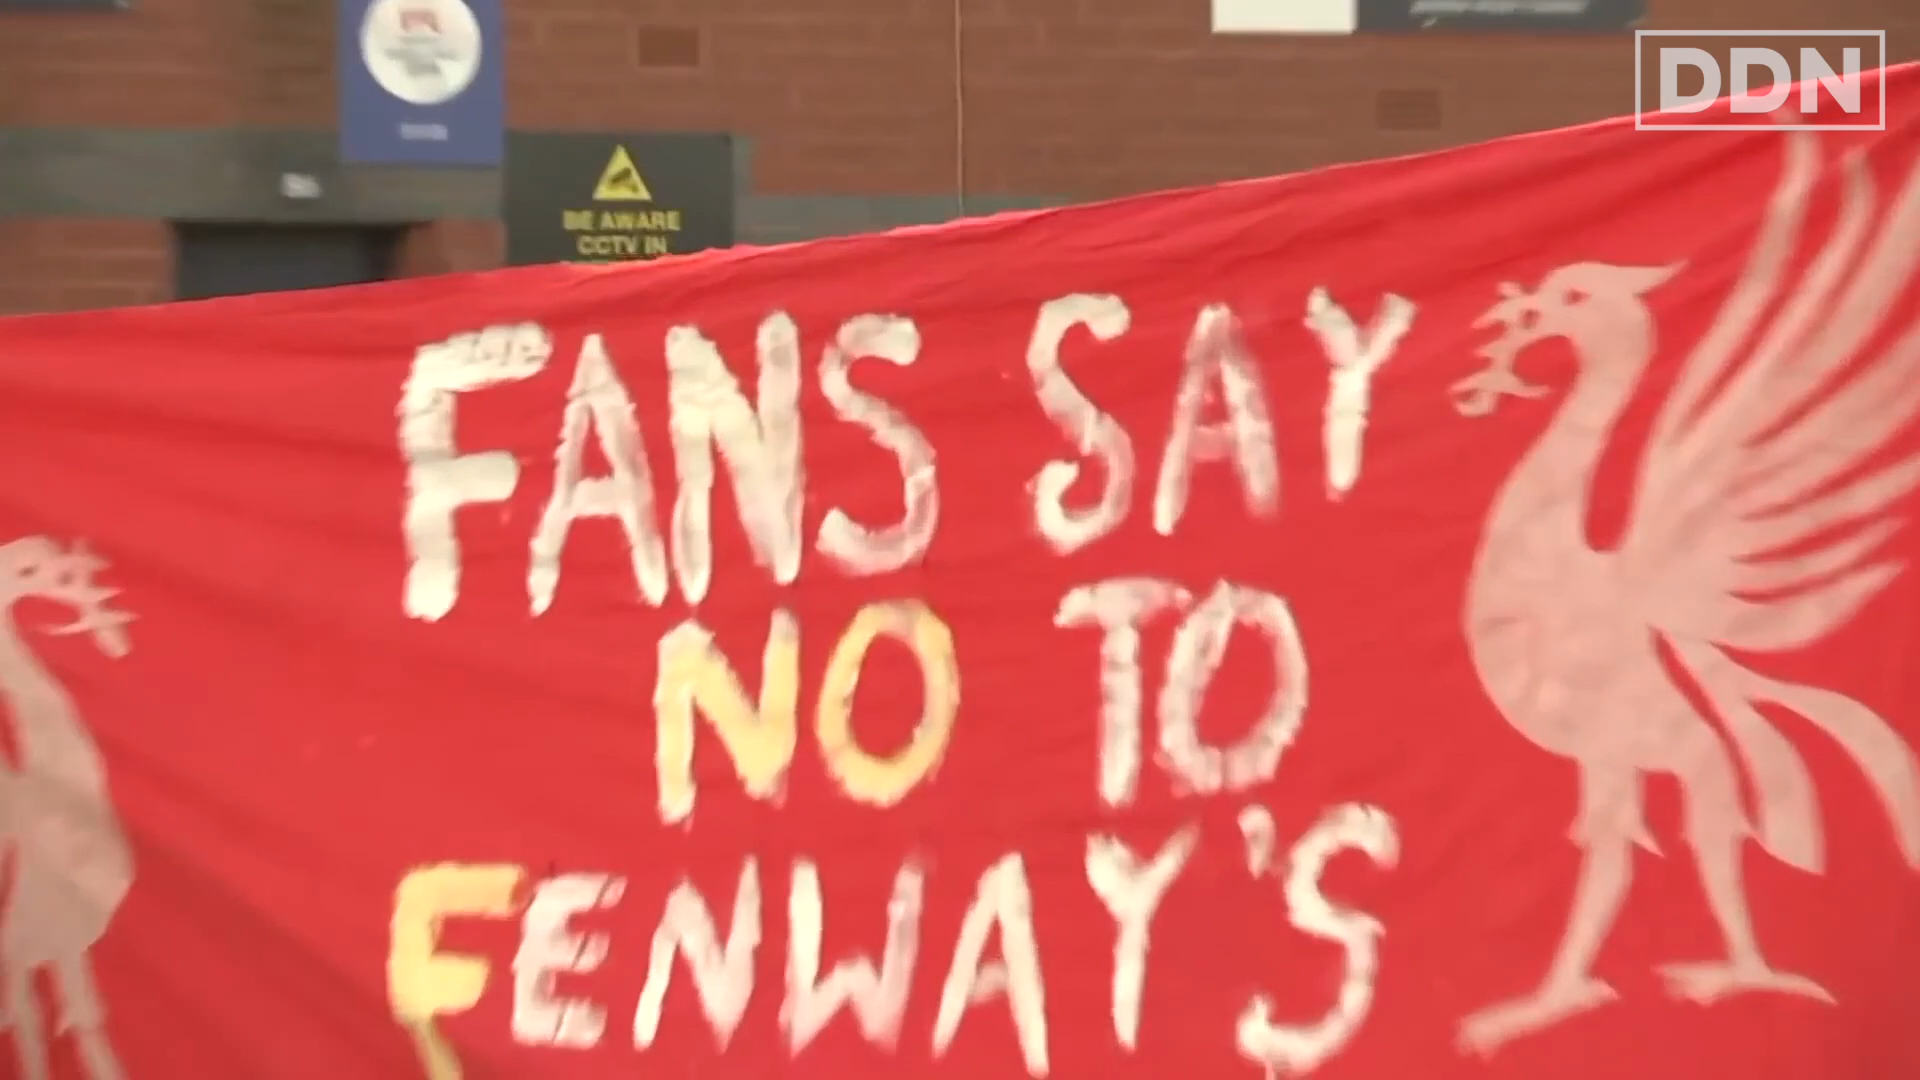 DDN
BE AWARE
CCTV IN
FANS SAY
NO TO
FENWAY'S